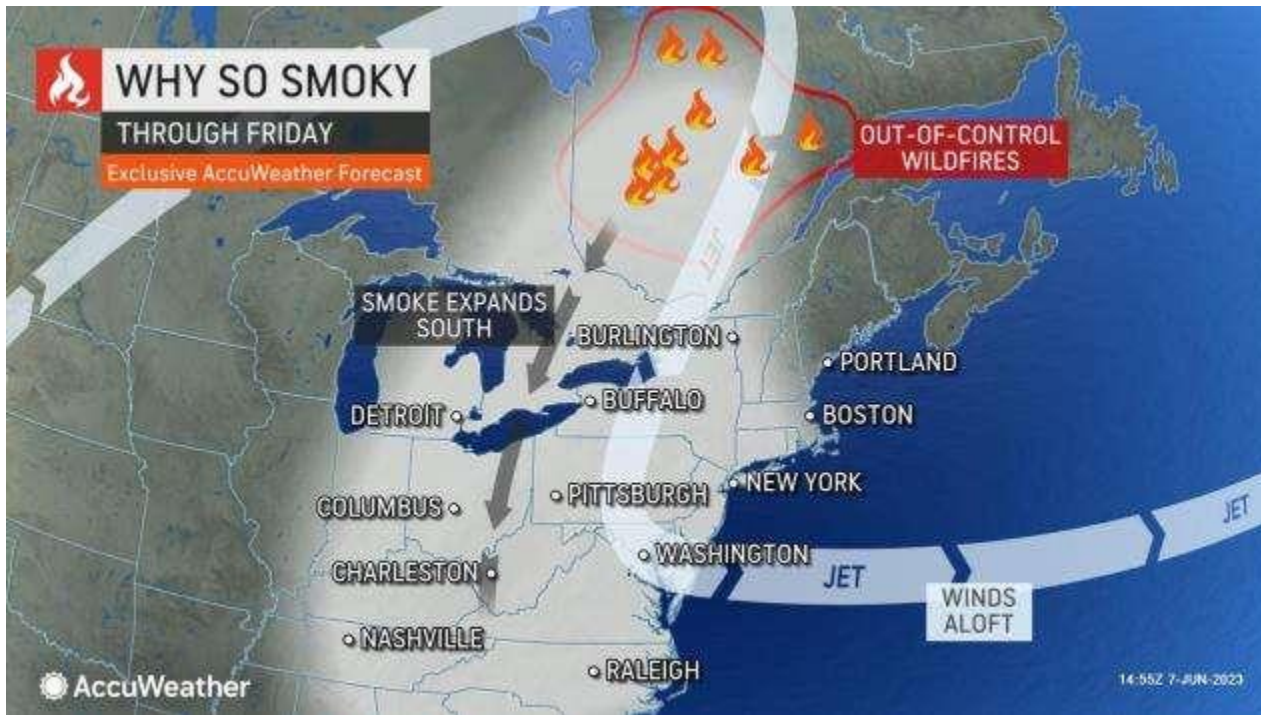 WHY SO SMOKY
THROUGH FRIDAY
Exclusive AccuWeather Forecast
OUT-OF-CONTROL
WILDFIRES
JET
SMOKE EXPANDS
SOUTH
BURLINGTON
PORTLAND
DETROIT
BUFFALO
BOSTON
COLUMBUS
PITTSBURGH
NEW YORK
JET
CHARLESTON
WASHINGTON
JET
WINDS
ALOFT
NASHVILLE
RALEIGH
AccuWeather
14:55Z 7-JUN-2023